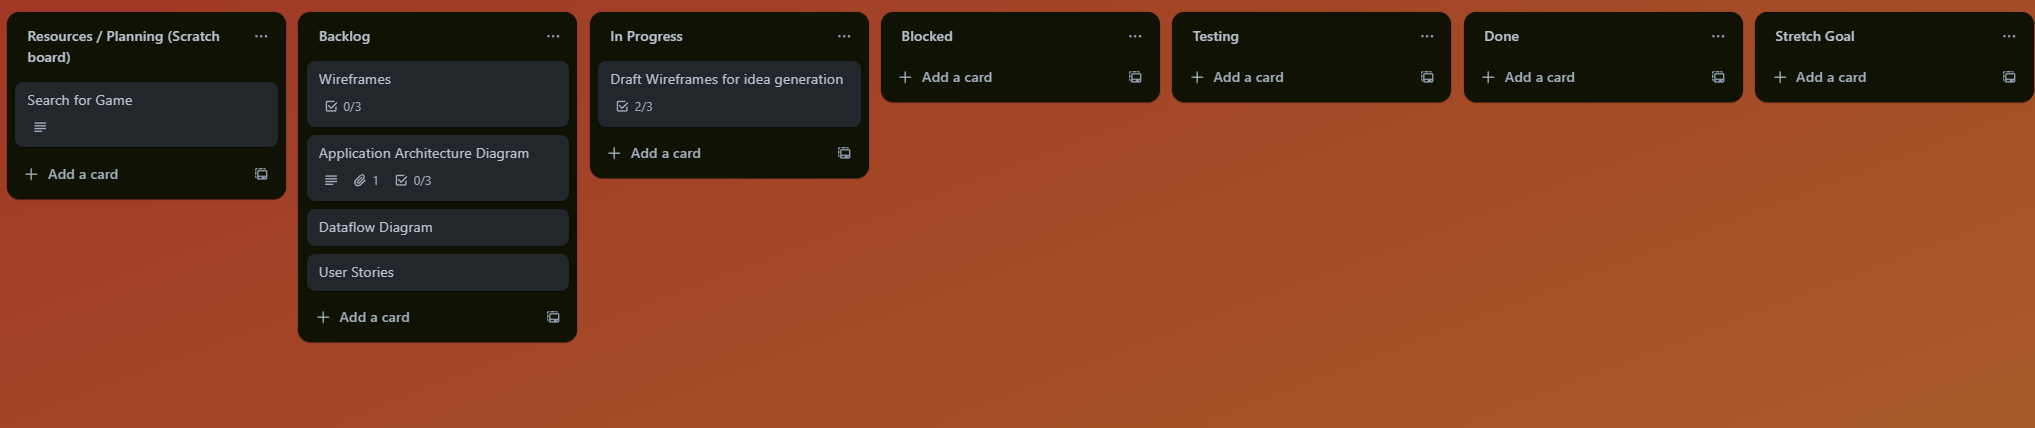 Resources / Planning (Scratch
board)
Search for Game
Add a card
Backlog
Wireframes
0/3
Application Architecture Diagram
1 0/3
Dataflow Diagram
User Stories
Add a card
In Progress
Draft Wireframes for idea generation
2/3
Add a card
Blocked
Add a card
Testing
Add a card
Done
Add a card
Stretch Goal
Add a card